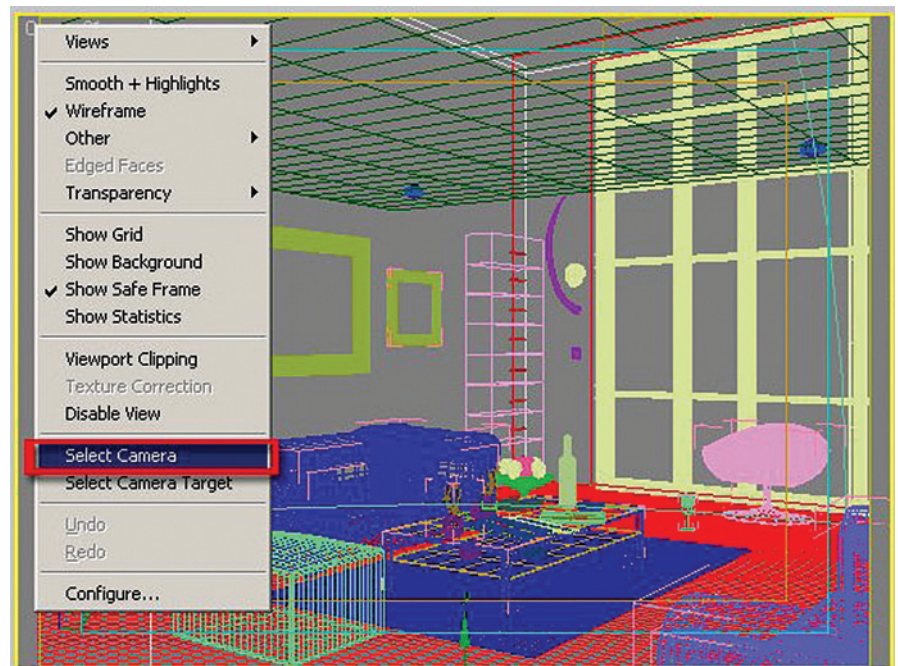 Views
Smooth + Highlights
Wireframe
Other
Edged Faces
Transparency
Show Grid
Show Background
Show Safe Frame
Show Statistics
Viewport Clipping
Texture Correction
Disable View
Select Camera
Select Camera Target
Undo
Redo
Configure...